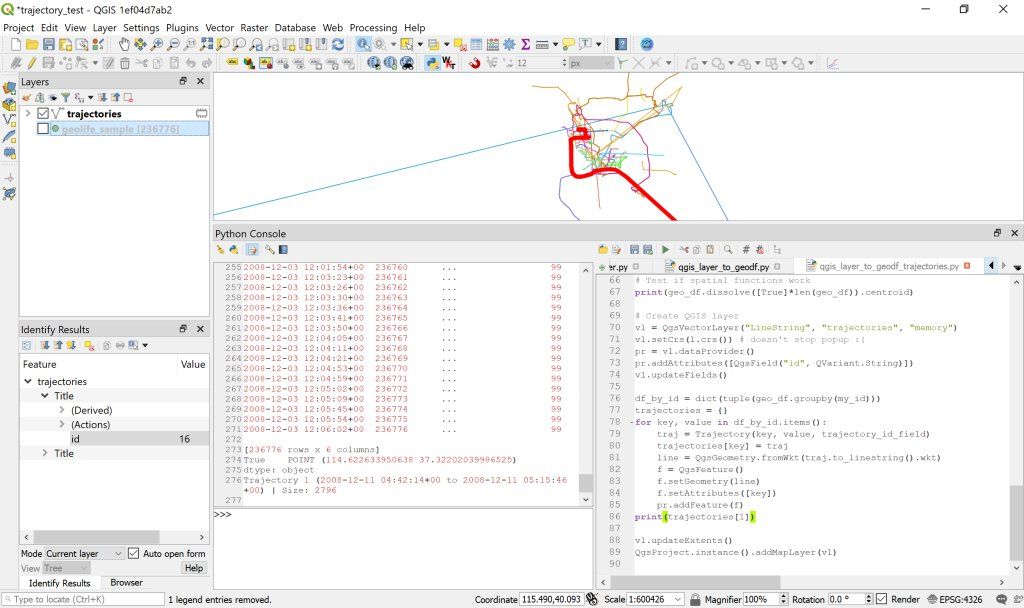 *trajectory_test — QGIS 1ef04d7ab2
Project Edit View Layer Settings Plugins Vector Raster Database Web Processing Help
12 px
Layers
trajectories
geolife_sample [236776]
Identify Results
Feature Value
trajectories
Title
(Derived)
(Actions)
id 16
Title
Mode Current layer Auto open form
View Tree Help
Identify Results Browser
Python Console
255 2008-12-03 12:01:54+00 236760 ... 99
256 2008-12-03 12:03:23+00 236761 ... 99
257 2008-12-03 12:03:26+00 236762 ... 99
258 2008-12-03 12:03:30+00 236763 ... 99
259 2008-12-03 12:03:36+00 236764 ... 99
260 2008-12-03 12:03:41+00 236765 ... 99
261 2008-12-03 12:03:50+00 236766 ... 99
262 2008-12-03 12:04:05+00 236767 ... 99
263 2008-12-03 12:04:11+00 236768 ... 99
264 2008-12-03 12:04:21+00 236769 ... 99
265 2008-12-03 12:04:53+00 236770 ... 99
266 2008-12-03 12:04:59+00 236771 ... 99
267 2008-12-03 12:05:02+00 236772 ... 99
268 2008-12-03 12:05:09+00 236773 ... 99
269 2008-12-03 12:05:45+00 236774 ... 99
270 2008-12-03 12:05:54+00 236775 ... 99
271 2008-12-03 12:06:02+00 236776 ... 99
272
273 [236776 rows x 6 columns]
274 True POINT (114.622633950638 37.32202039986525)
275 dtype: object
276 Trajectory 1 (2008-12-11 04:42:14+00 to 2008-12-11 05:15:46
+00) | Size: 2796
277
>>>
er.py qgis_layer_to_geodf.py qgis_layer_to_geodf_trajectories.py
66 # Test if spatial functions work
67 print(geo_df.dissolve([True]*len(geo_df)).centroid)
68
69 # Create QGIS layer
70 vl = QgsVectorLayer("LineString", "trajectories", "memory")
71 vl.setCrs(l.crs()) # doesn't stop popup :(
72 pr = vl.dataProvider()
73 pr.addAttributes([QgsField("id", QVariant.String)])
74 vl.updateFields()
75
76 df_by_id = dict(tuple(geo_df.groupby(my_id)))
77 trajectories = {}
78 for key, value in df_by_id.items():
79 traj = Trajectory(key, value, trajectory_id_field)
80 trajectories[key] = traj
81 line = QgsGeometry.fromWkt(traj.to_linestring().wkt)
82 f = QgsFeature()
83 f.setGeometry(line)
84 f.setAttributes([key])
85 pr.addFeature(f)
86 print(trajectories[1])
87
88 vl.updateExtents()
89 QgsProject.instance().addMapLayer(vl)
90
Type to locate (Ctrl+K) 1 legend entries removed. Coordinate 115.490,40.093 Scale 1:600426 Magnifier 100% Rotation 0.0 ° Render EPSG:4326